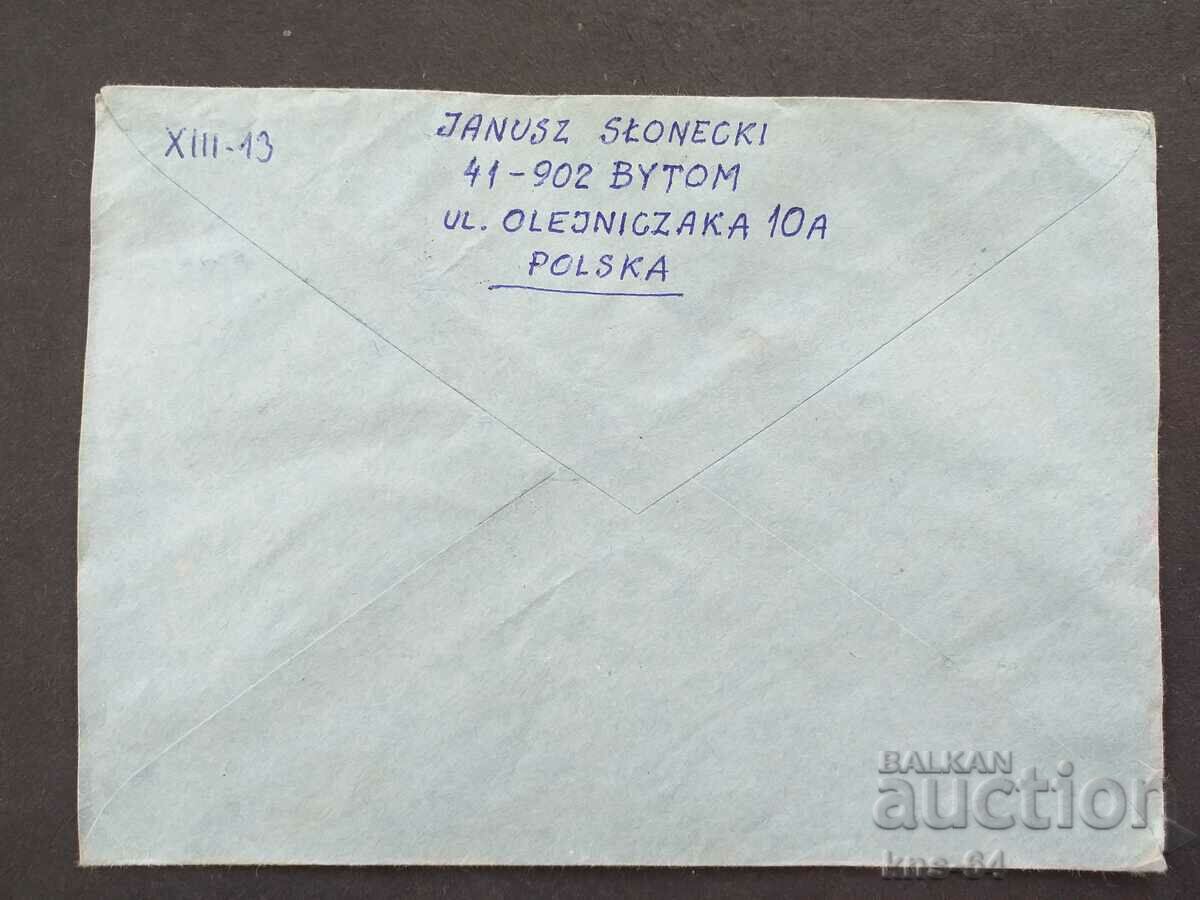 XIII-13
JANUSZ SŁONECKI
41-902 BYTOM
UL. OLEJNICZAKA 10A
POLSKA
BALKAN
auction
kns-64